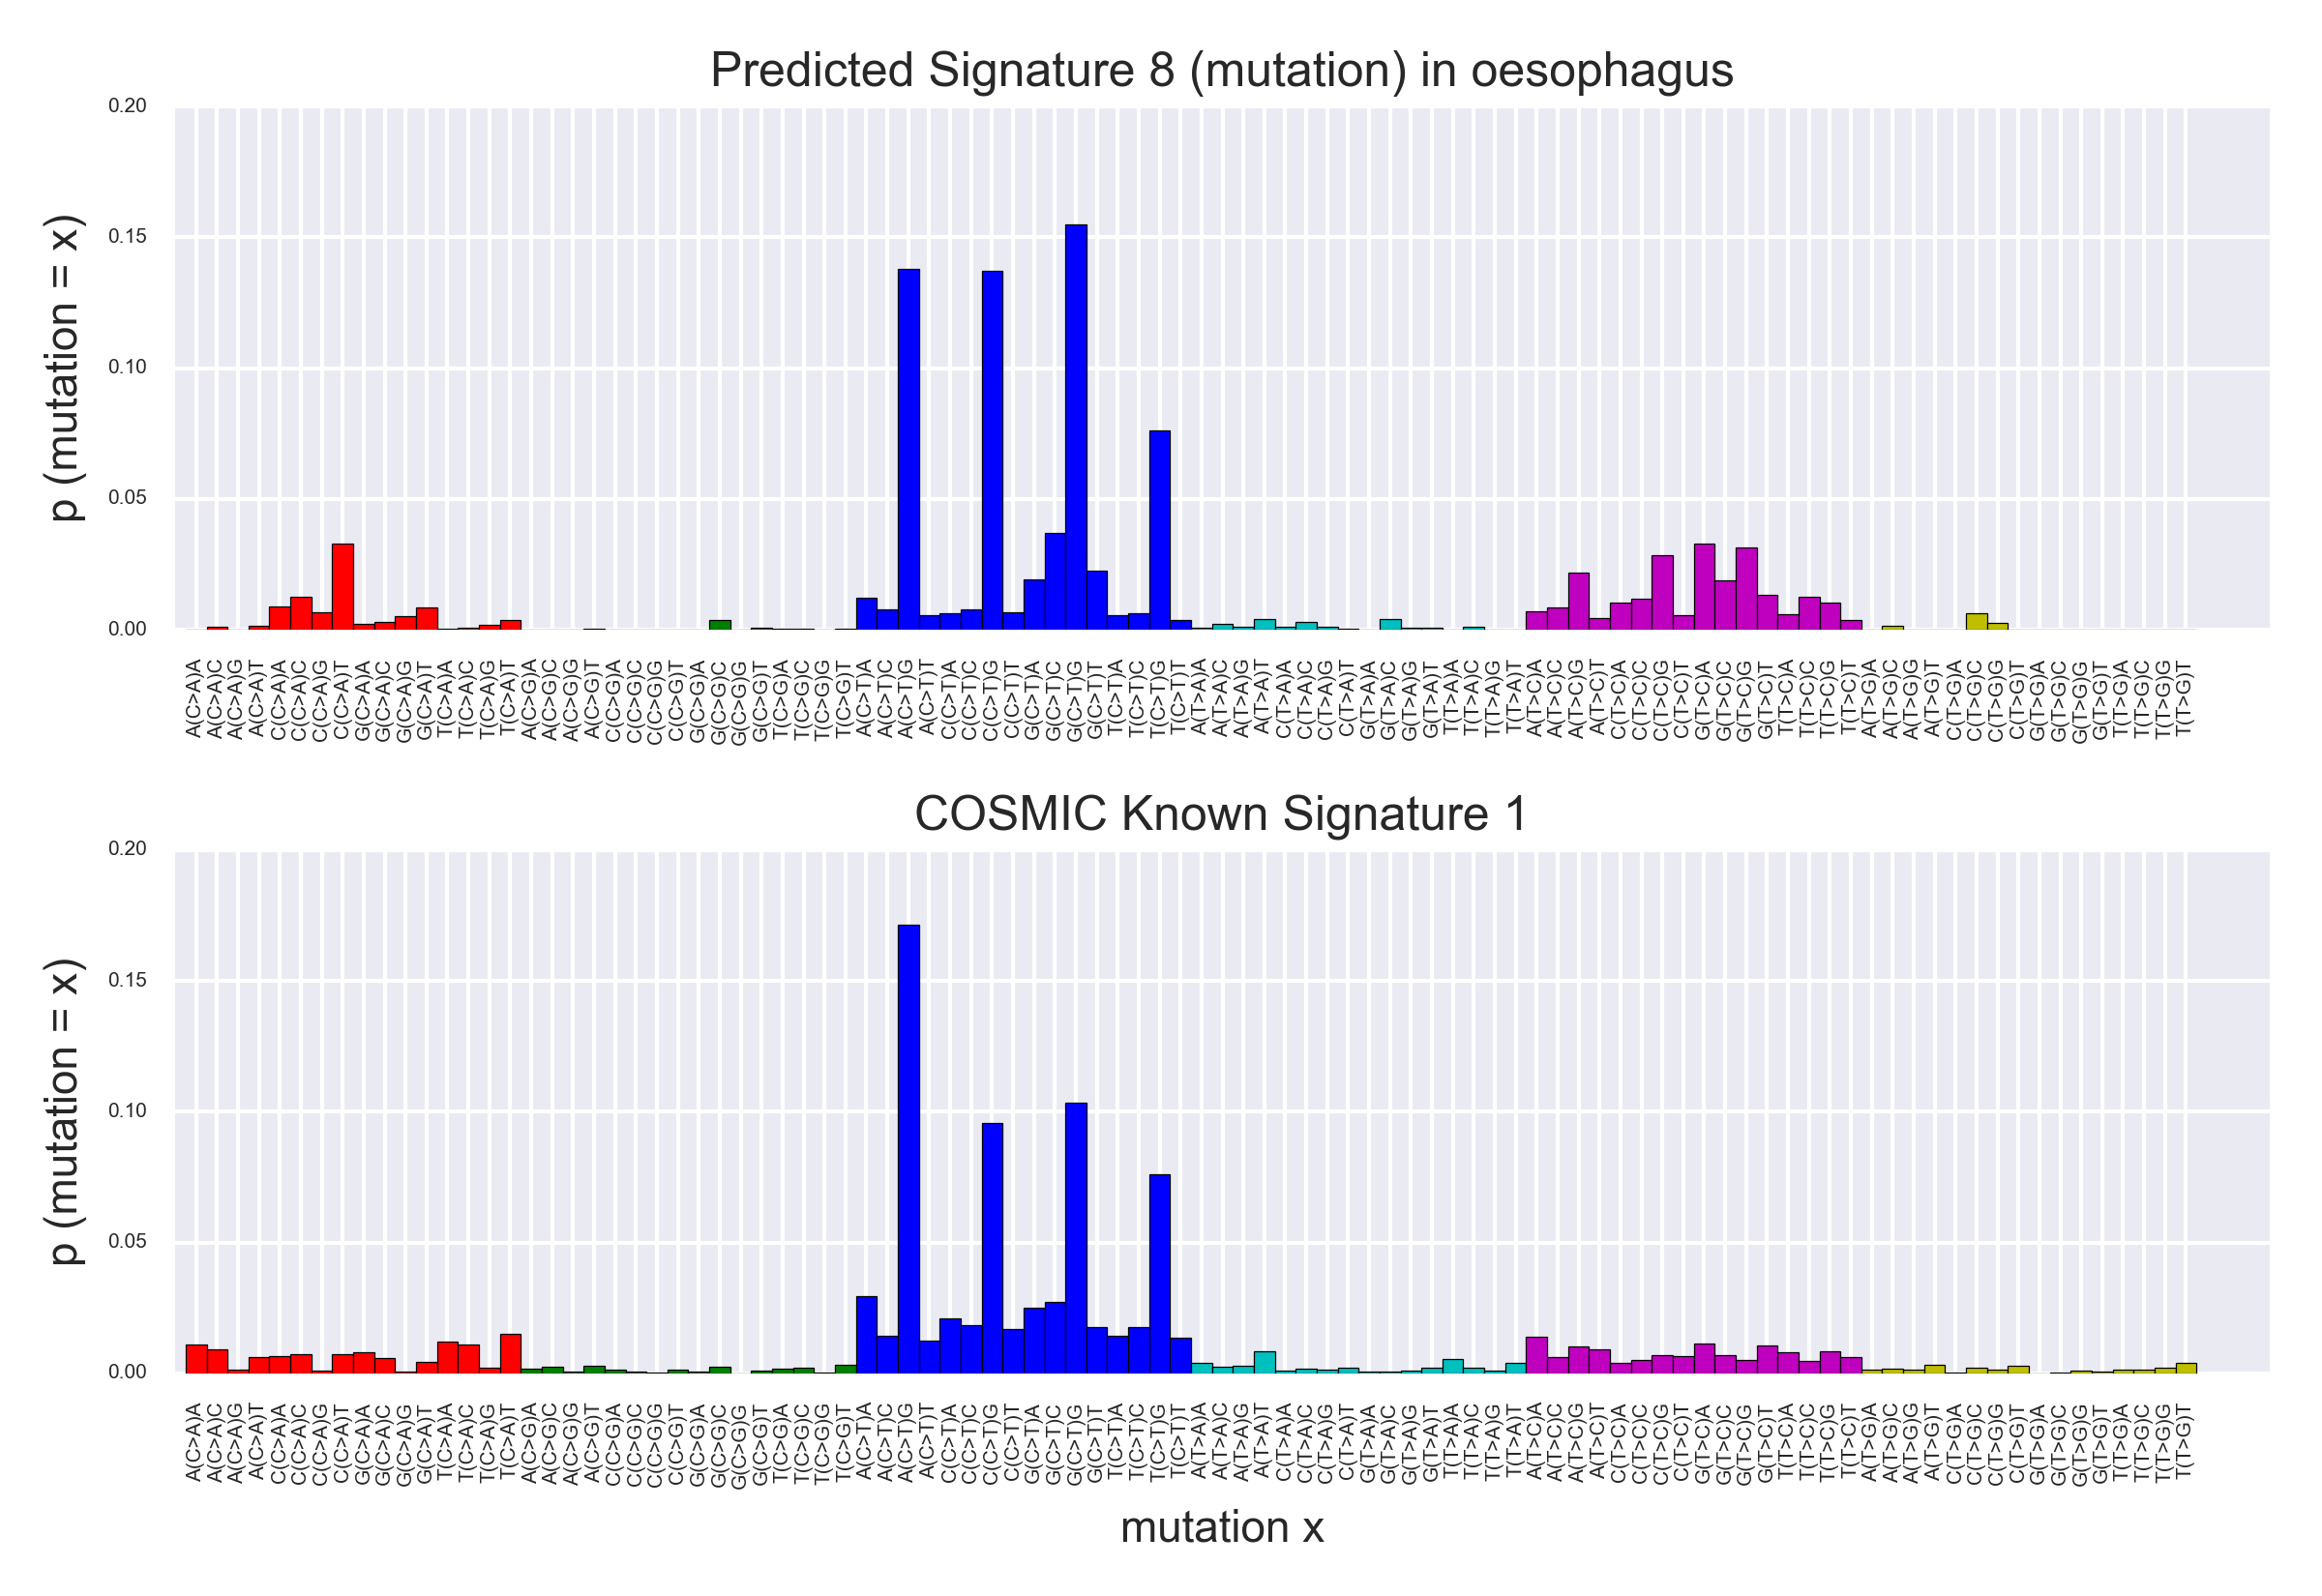 Predicted Signature 8 (mutation) in oesophagus
0.20
0.15
0.10
0.05
0.00
p (mutation = x)
A(C>A)A
A(C>A)C
A(C>A)G
A(C>A)T
C(C>A)A
C(C>A)C
C(C>A)G
C(C>A)T
G(C>A)A
G(C>A)C
G(C>A)G
G(C>A)T
T(C>A)A
T(C>A)C
T(C>A)G
T(C>A)T
A(C>G)A
A(C>G)C
A(C>G)G
A(C>G)T
C(C>G)A
C(C>G)C
C(C>G)G
C(C>G)T
G(C>G)A
G(C>G)C
G(C>G)G
G(C>G)T
T(C>G)A
T(C>G)C
T(C>G)G
T(C>G)T
A(C>T)A
A(C>T)C
A(C>T)G
A(C>T)T
C(C>T)A
C(C>T)C
C(C>T)G
C(C>T)T
G(C>T)A
G(C>T)C
G(C>T)G
G(C>T)T
T(C>T)A
T(C>T)C
T(C>T)G
T(C>T)T
A(T>A)A
A(T>A)C
A(T>A)G
A(T>A)T
C(T>A)A
C(T>A)C
C(T>A)G
C(T>A)T
G(T>A)A
G(T>A)C
G(T>A)G
G(T>A)T
T(T>A)A
T(T>A)C
T(T>A)G
T(T>A)T
A(T>C)A
A(T>C)C
A(T>C)G
A(T>C)T
C(T>C)A
C(T>C)C
C(T>C)G
C(T>C)T
G(T>C)A
G(T>C)C
G(T>C)G
G(T>C)T
T(T>C)A
T(T>C)C
T(T>C)G
T(T>C)T
A(T>G)A
A(T>G)C
A(T>G)G
A(T>G)T
C(T>G)A
C(T>G)C
C(T>G)G
C(T>G)T
G(T>G)A
G(T>G)C
G(T>G)G
G(T>G)T
T(T>G)A
T(T>G)C
T(T>G)G
T(T>G)T
COSMIC Known Signature 1
0.20
0.15
0.10
0.05
0.00
p (mutation = x)
A(C>A)A
A(C>A)C
A(C>A)G
A(C>A)T
C(C>A)A
C(C>A)C
C(C>A)G
C(C>A)T
G(C>A)A
G(C>A)C
G(C>A)G
G(C>A)T
T(C>A)A
T(C>A)C
T(C>A)G
T(C>A)T
A(C>G)A
A(C>G)C
A(C>G)G
A(C>G)T
C(C>G)A
C(C>G)C
C(C>G)G
C(C>G)T
G(C>G)A
G(C>G)C
G(C>G)G
G(C>G)T
T(C>G)A
T(C>G)C
T(C>G)G
T(C>G)T
A(C>T)A
A(C>T)C
A(C>T)G
A(C>T)T
C(C>T)A
C(C>T)C
C(C>T)G
C(C>T)T
G(C>T)A
G(C>T)C
G(C>T)G
G(C>T)T
T(C>T)A
T(C>T)C
T(C>T)G
T(C>T)T
A(T>A)A
A(T>A)C
A(T>A)G
A(T>A)T
C(T>A)A
C(T>A)C
C(T>A)G
C(T>A)T
G(T>A)A
G(T>A)C
G(T>A)G
G(T>A)T
T(T>A)A
T(T>A)C
T(T>A)G
T(T>A)T
A(T>C)A
A(T>C)C
A(T>C)G
A(T>C)T
C(T>C)A
C(T>C)C
C(T>C)G
C(T>C)T
G(T>C)A
G(T>C)C
G(T>C)G
G(T>C)T
T(T>C)A
T(T>C)C
T(T>C)G
T(T>C)T
A(T>G)A
A(T>G)C
A(T>G)G
A(T>G)T
C(T>G)A
C(T>G)C
C(T>G)G
C(T>G)T
G(T>G)A
G(T>G)C
G(T>G)G
G(T>G)T
T(T>G)A
T(T>G)C
T(T>G)G
T(T>G)T
mutation x